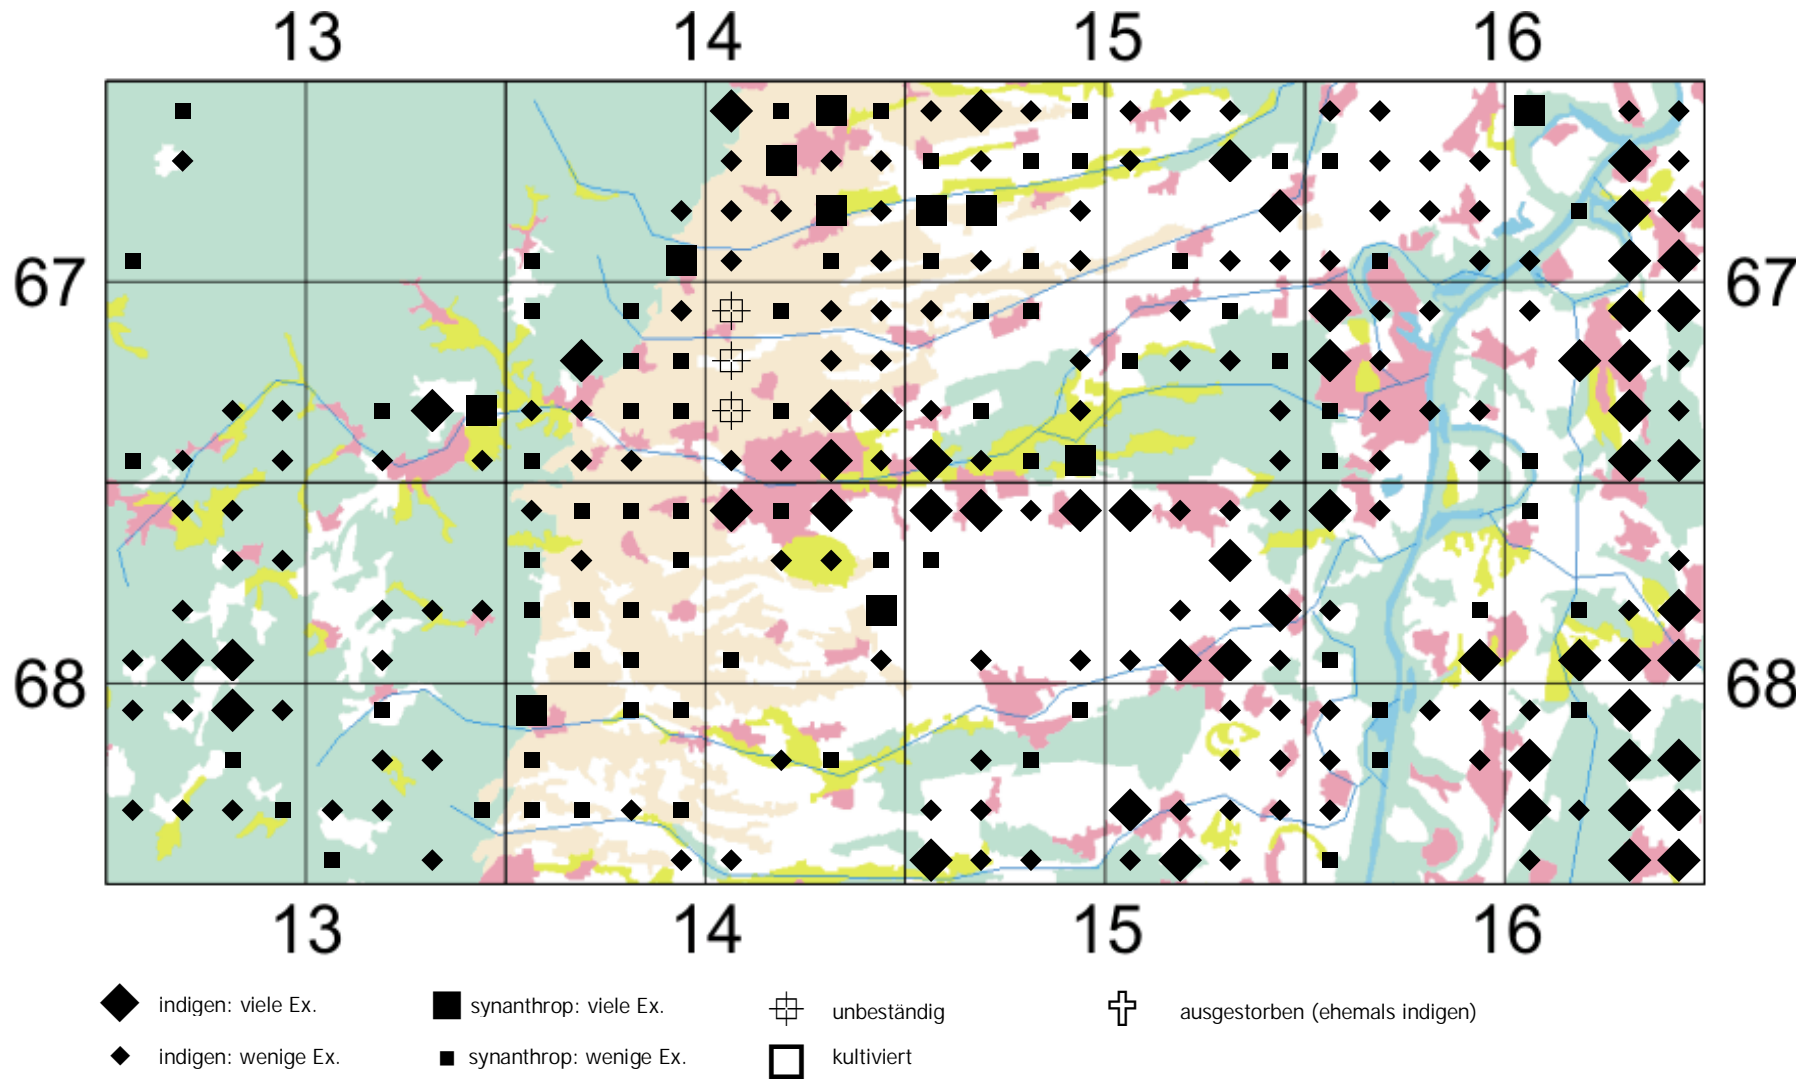 13 14 15 16
67 67
68 68
13 14 15 16
indigen: viele Ex. synanthrop: viele Ex. unbeständig ausgestorben (ehemals indigen)
indigen: wenige Ex. synanthrop: wenige Ex. kultiviert